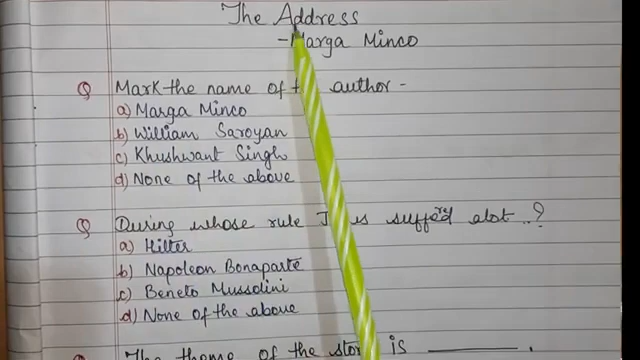 The Address
- Marga Minco
Q Mark the name of author -
a) Marga Minco
b) William Saroyan
c) Khushwant Singh
d) None of the above
Q During whose rule suffered alot ..?
a) Hilter
b) Napoleon Bonaparte
c) Beneto Mussolini
d) None of the above
The theme of the is ______ .